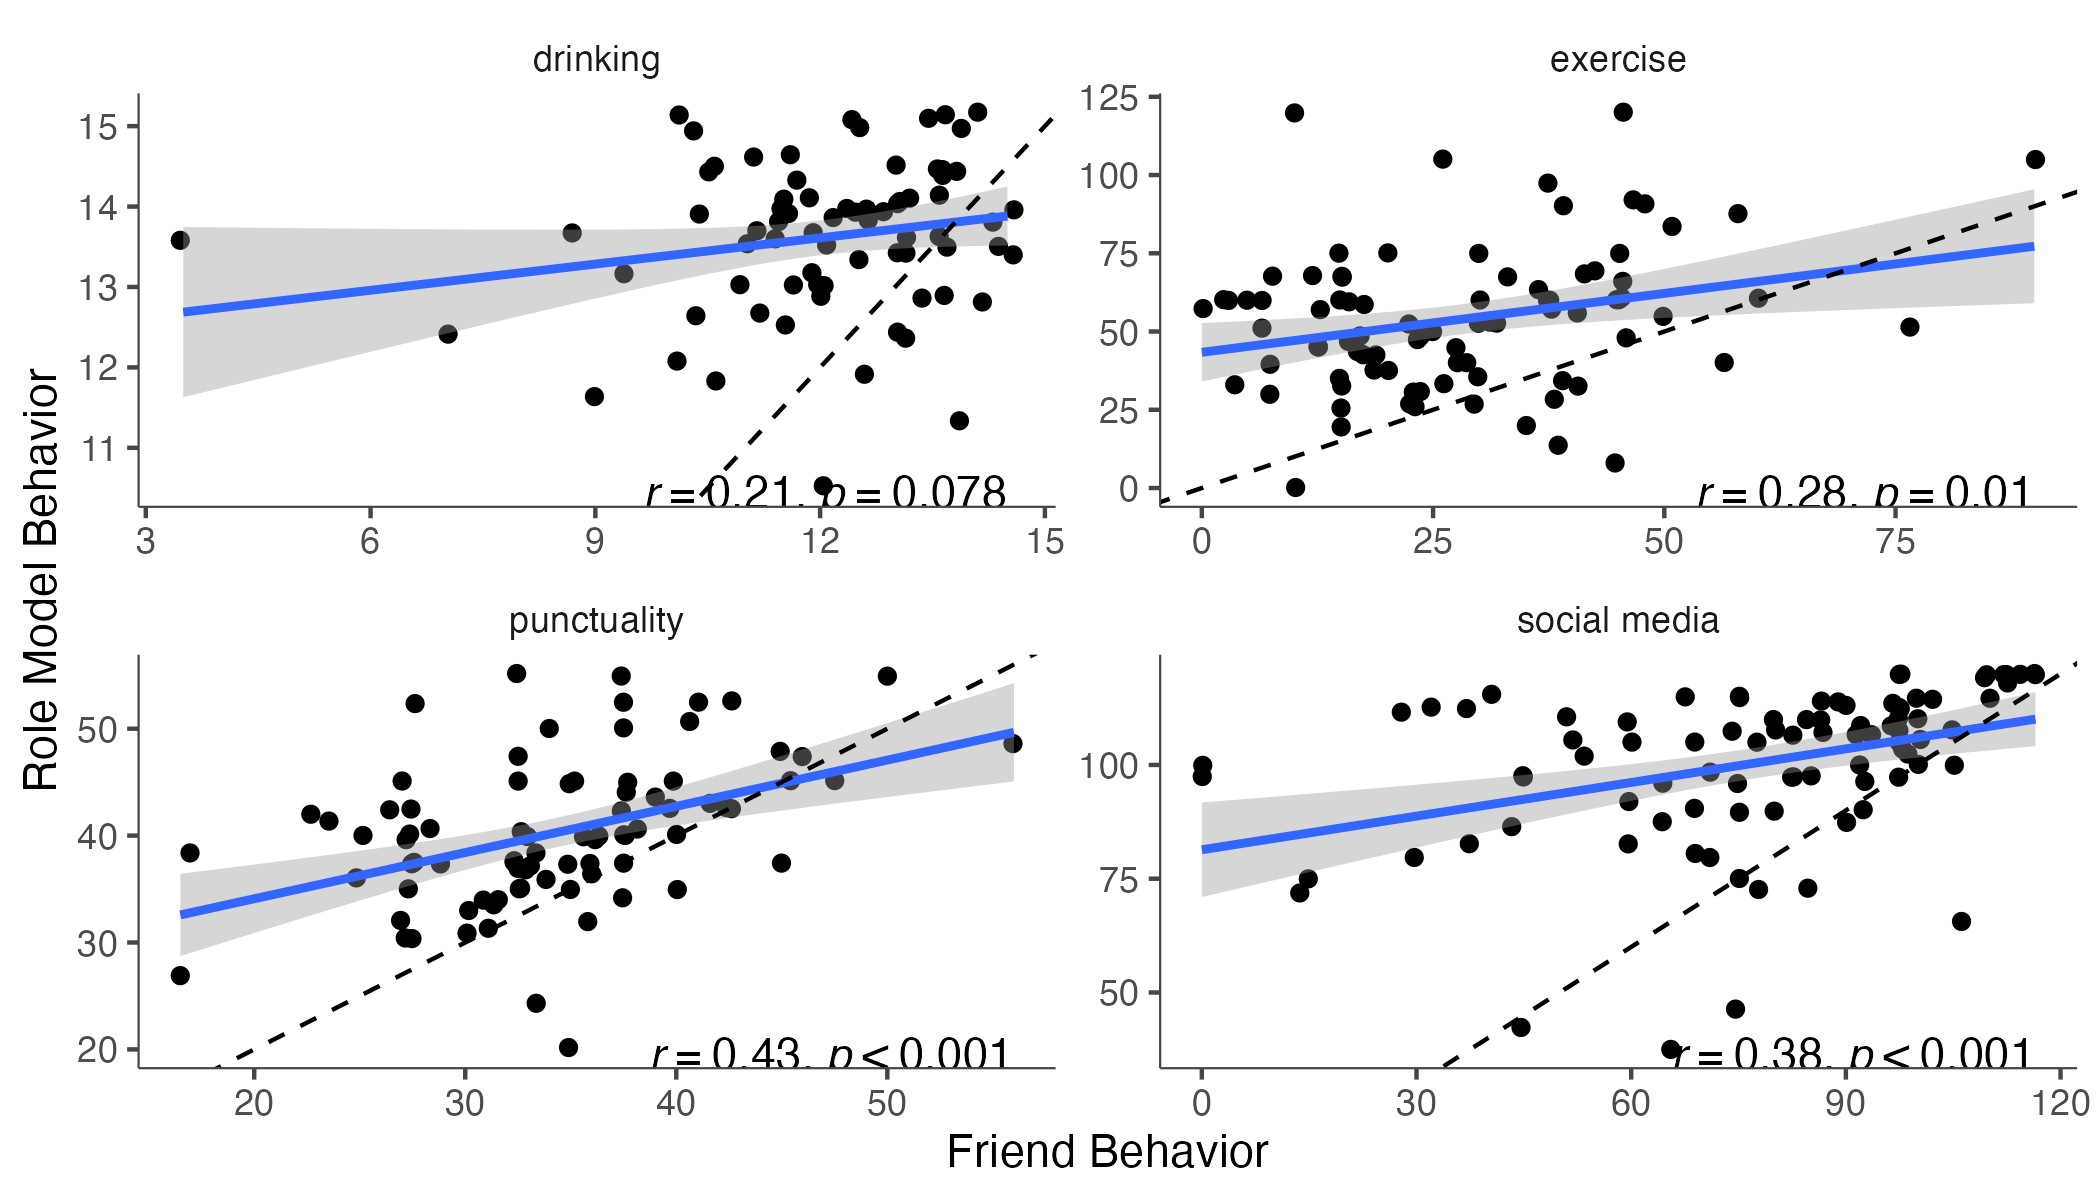 drinking
exercise
15
14
13
12
11
r = 0.21, p = 0.078
3 6 9 12 15
125
100
75
50
25
0
r = 0.28, p = 0.01
0 25 50 75
punctuality
social media
50
40
30
20
r = 0.43, p < 0.001
20 30 40 50
100
75
50
r = 0.38, p < 0.001
0 30 60 90 120
Role Model Behavior
Friend Behavior